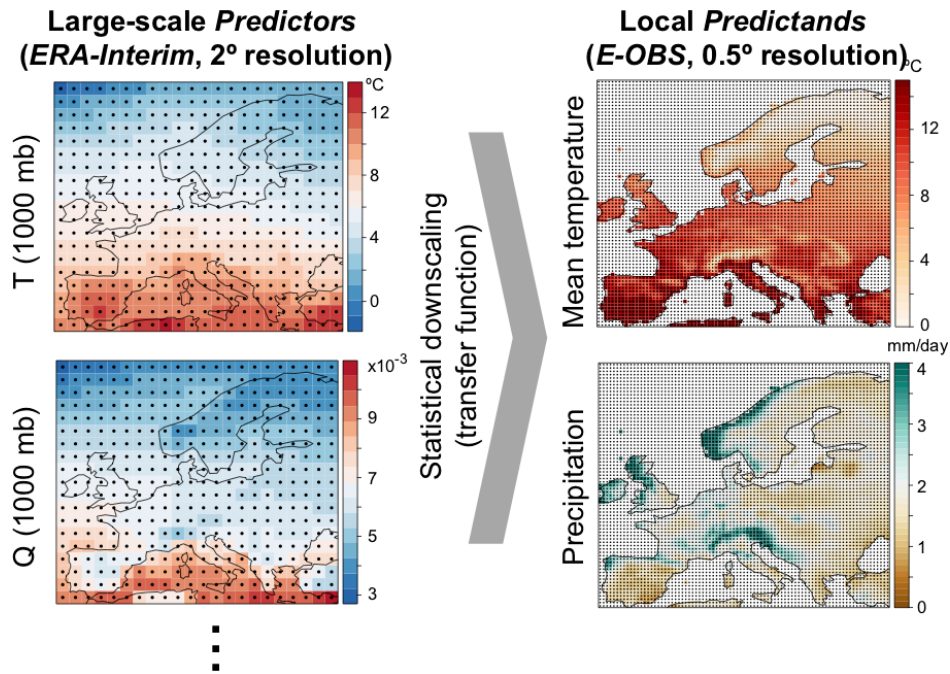 Large-scale Predictors
(ERA-Interim, 2º resolution)
T (1000 mb)
ºC
12
8
4
0
Q (1000 mb)
x10-3
9
7
5
3
Statistical downscaling
(transfer function)
Local Predictands
(E-OBS, 0.5º resolution)
Mean temperature
ºC
12
8
4
0
Precipitation
mm/day
4
3
2
1
0